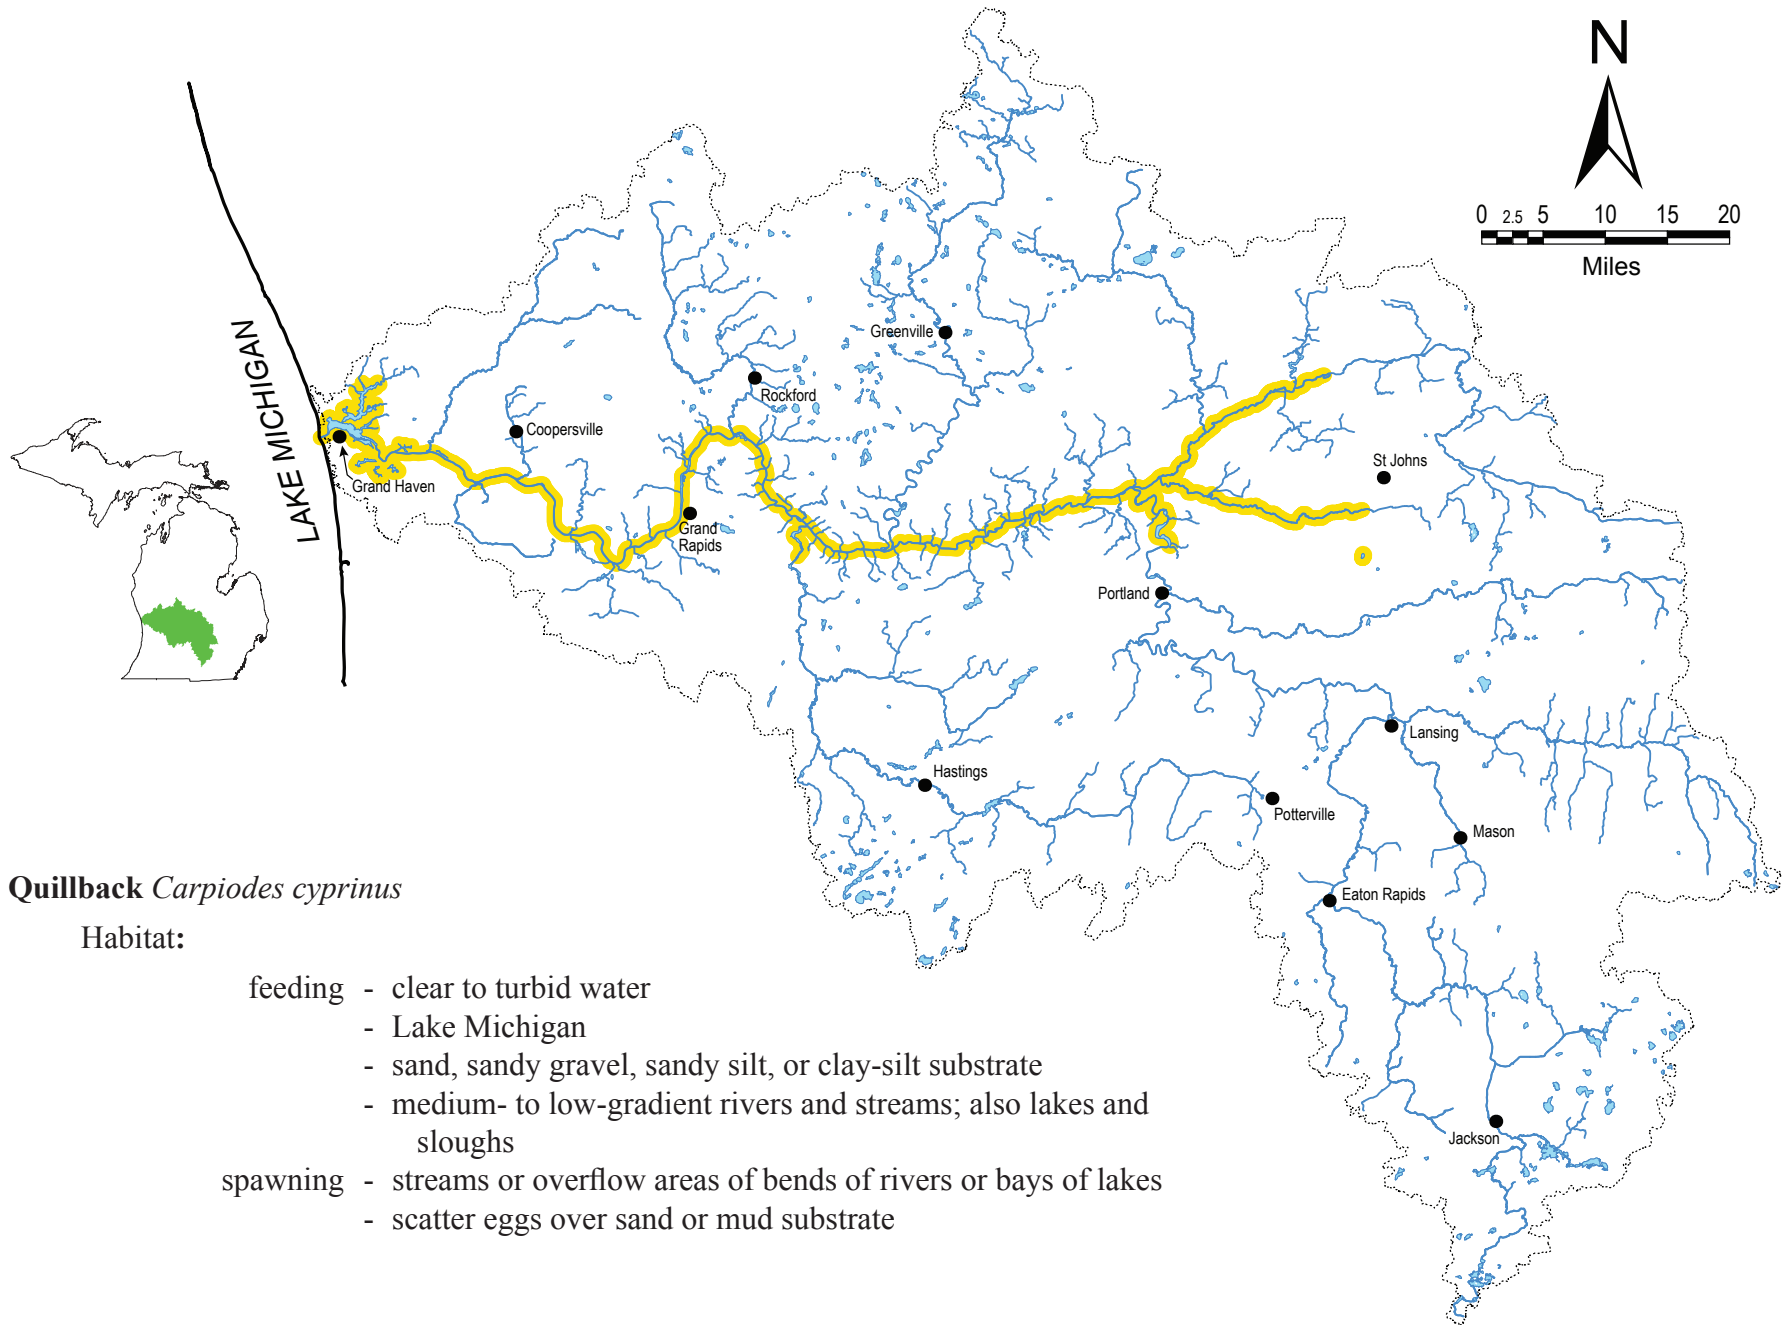 N
0 2.5 5 10 15 20
Miles
LAKE MICHIGAN
Greenville
Rockford
Coopersville
Grand Haven
St Johns
Grand
Rapids
Portland
Lansing
Hastings
Potterville
Mason
Eaton Rapids
Jackson
Quillback Carpiodes cyprinus
Habitat:
feeding - clear to turbid water
- Lake Michigan
- sand, sandy gravel, sandy silt, or clay-silt substrate
- medium- to low-gradient rivers and streams; also lakes and
sloughs
spawning - streams or overflow areas of bends of rivers or bays of lakes
- scatter eggs over sand or mud substrate